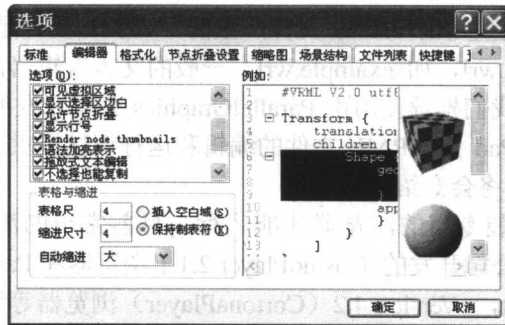 选项
标准 编辑器 格式化 节点折叠设置 缩略图 场景结构 文件列表 快捷键
选项(O):
可见虚拟区域
显示选择区边白
允许节点折叠
显示行号
Render node thumbnails
语法加亮表示
拖放式文本编辑
不选择也能复制
表格与缩进
表格尺 4 插入空白域(S)
缩进尺寸 4 保持制表符(K)
自动缩进 大
例如:
1 #VRML V2.0 utf8
2
3 Transform {
4 translation
5 children
6 Shape {
7 geo
8
9 }
10 app
11 }
12 }
13 ]
确定 取消